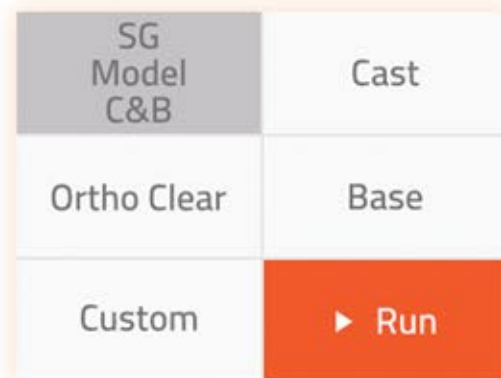 SG
Model
C&B
Cast
Ortho Clear
Base
Custom
Run